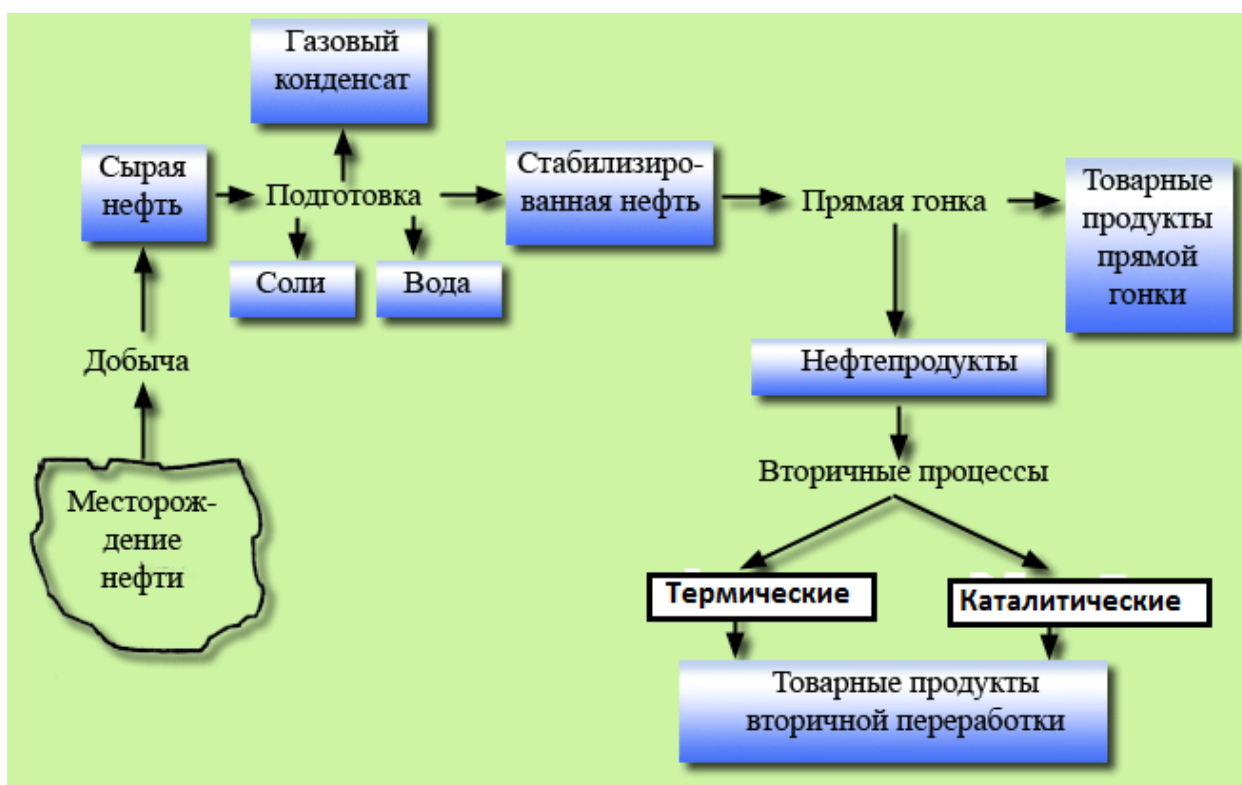 Газовый
конденсат
Сырая
нефть
Подготовка
Стабилизиро-
ванная нефть
Прямая гонка
Товарные
продукты
прямой
гонки
Соли
Вода
Добыча
Нефтепродукты
Месторож-
дение
нефти
Вторичные процессы
Термические
Каталитические
Товарные продукты
вторичной переработки